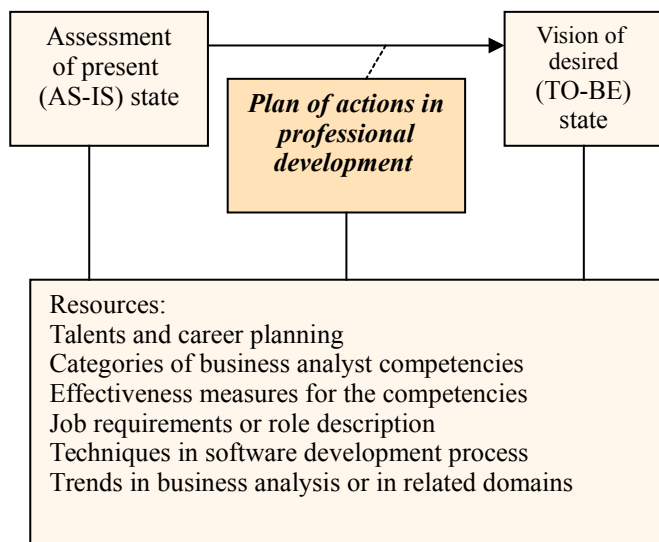 Assessment
of present
(AS-IS) state
Vision of
desired
(TO-BE)
state
Plan of actions in
professional
development
Resources:
Talents and career planning
Categories of business analyst competencies
Effectiveness measures for the competencies
Job requirements or role description
Techniques in software development process
Trends in business analysis or in related domains